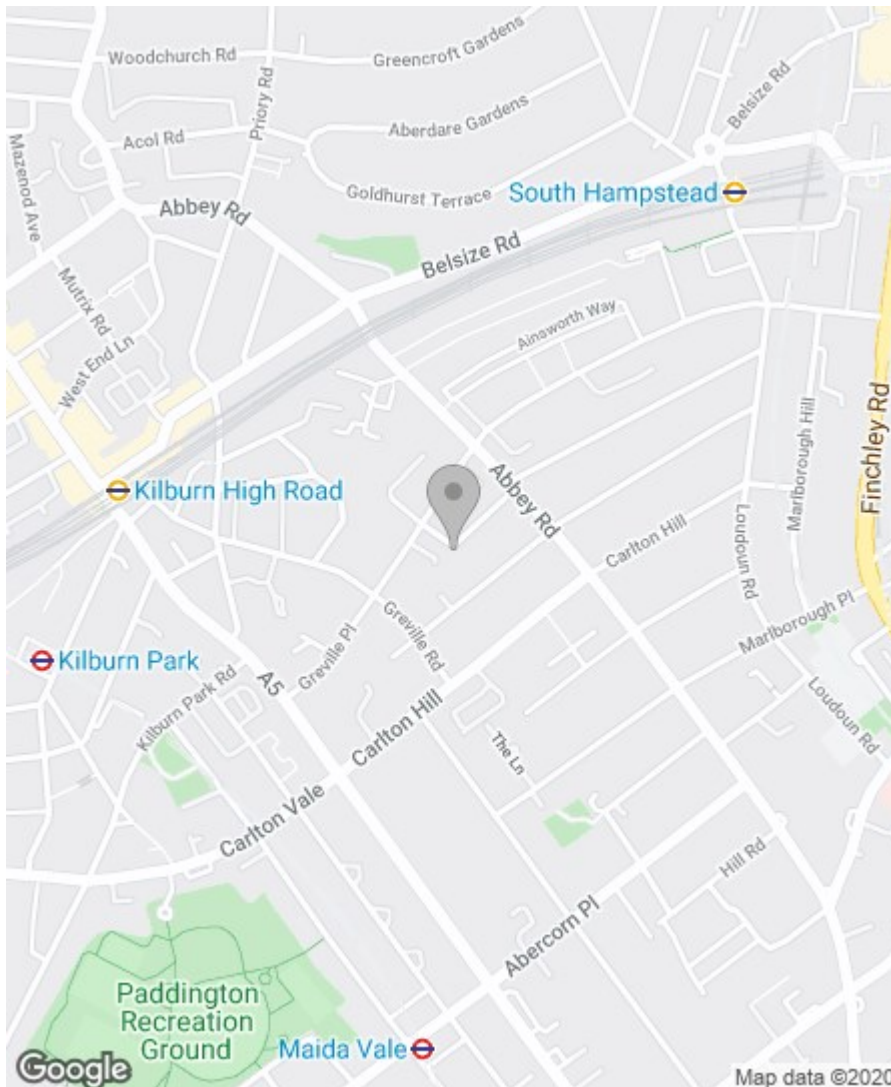 Greencroft Gardens
Woodchurch Rd
Priory Rd
Belsize Rd
Aberdare Gardens
Acol Rd
Mazenod Ave
Goldhurst Terrace
South Hampstead
Abbey Rd
Belsize Rd
Mutrix Rd
Ainsworth Way
West End Ln
Marlborough Hill
Finchley Rd
Kilburn High Road
Abbey Rd
Carlton Hill
Loudoun Rd
Marlborough Pl
Greville Pl
Greville Rd
Kilburn Park
Kilburn Park Rd
A5
Loudoun Rd
Carlton Hill
The Ln
Carlton Vale
Hill Rd
Abercorn Pl
Paddington
Recreation
Ground
Maida Vale
Google
Map data ©2020